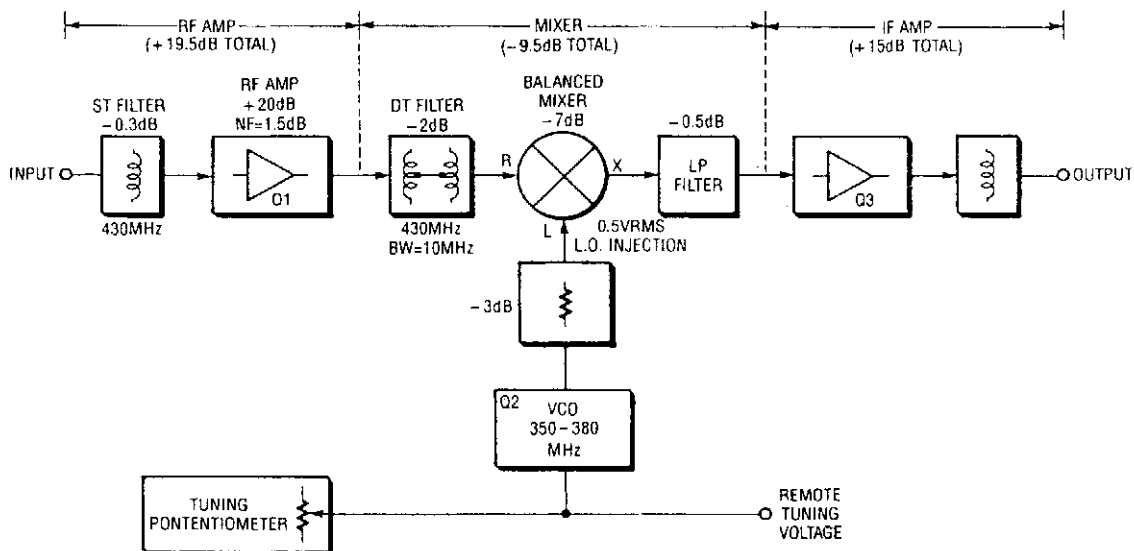 RF AMP
(+19.5dB TOTAL)
MIXER
(-9.5dB TOTAL)
IF AMP
(+15dB TOTAL)
ST FILTER
-0.3dB
RF AMP
+20dB
NF=1.5dB
DT FILTER
-2dB
BALANCED
MIXER
-7dB
-0.5dB
INPUT
Q1
R
X
L
LP
FILTER
Q3
OUTPUT
430MHz
430MHz
BW=10MHz
0.5VRMS
L.O. INJECTION
-3dB
Q2
VCO
350-380
MHz
TUNING
PONTENTIOMETER
REMOTE
TUNING
VOLTAGE